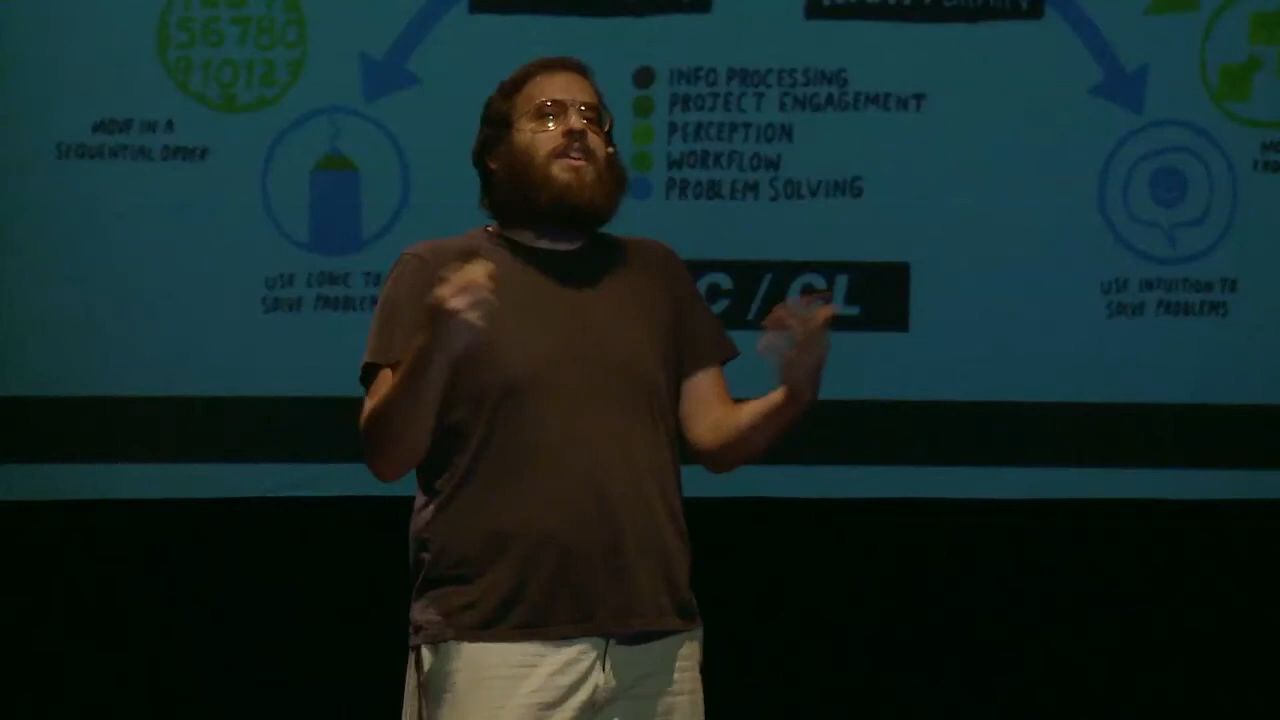 56780
INFO PROCESSING
PROJECT ENGAGEMENT
PERCEPTION
WORKFLOW
PROBLEM SOLVING
MOVE IN A
SEQUENTIAL ORDER
USE LOGIC TO
SOLVE PROBLEMS
C / CL
USE INTUITION TO
SOLVE PROBLEMS